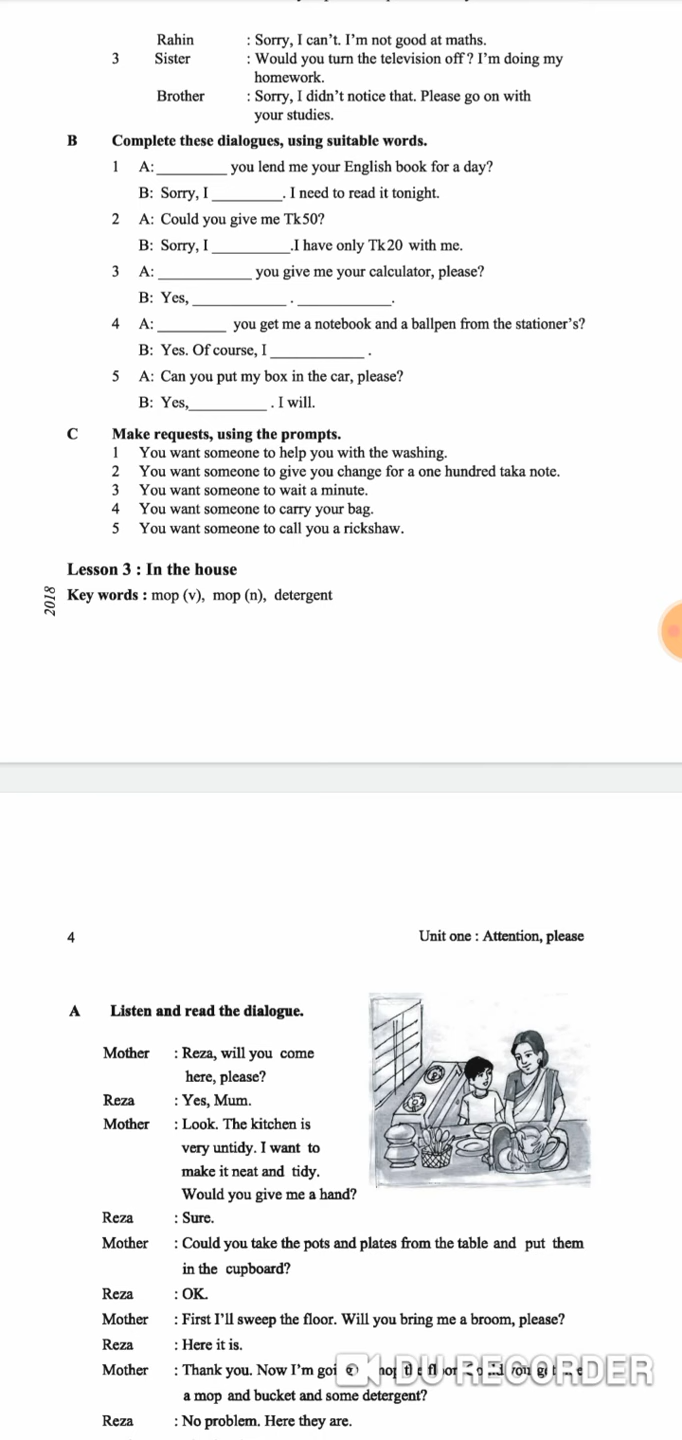 Rahin : Sorry, I can't. I'm not good at maths.
3 Sister : Would you turn the television off? I'm doing my
homework.
Brother : Sorry, I didn't notice that. Please go on with
your studies.
B Complete these dialogues, using suitable words.
1 A:________ you lend me your English book for a day?
B: Sorry, I ________. I need to read it tonight.
2 A: Could you give me Tk50?
B: Sorry, I _________.I have only Tk20 with me.
3 A: ___________ you give me your calculator, please?
B: Yes, ___________ . ___________.
4 A: ________ you get me a notebook and a ballpen from the stationer's?
B: Yes. Of course, I ___________ .
5 A: Can you put my box in the car, please?
B: Yes,_________ . I will.
C Make requests, using the prompts.
1 You want someone to help you with the washing.
2 You want someone to give you change for a one hundred taka note.
3 You want someone to wait a minute.
4 You want someone to carry your bag.
5 You want someone to call you a rickshaw.
Lesson 3 : In the house
2018
Key words : mop (v), mop (n), detergent
4 Unit one : Attention, please
A Listen and read the dialogue.
Mother : Reza, will you come
here, please?
Reza : Yes, Mum.
Mother : Look. The kitchen is
very untidy. I want to
make it neat and tidy.
Would you give me a hand?
Reza : Sure.
Mother : Could you take the pots and plates from the table and put them
in the cupboard?
Reza : OK.
Mother : First I'll sweep the floor. Will you bring me a broom, please?
Reza : Here it is.
Mother : Thank you. Now I'm
DU RECORDER
a mop and bucket and some detergent?
Reza : No problem. Here they are.